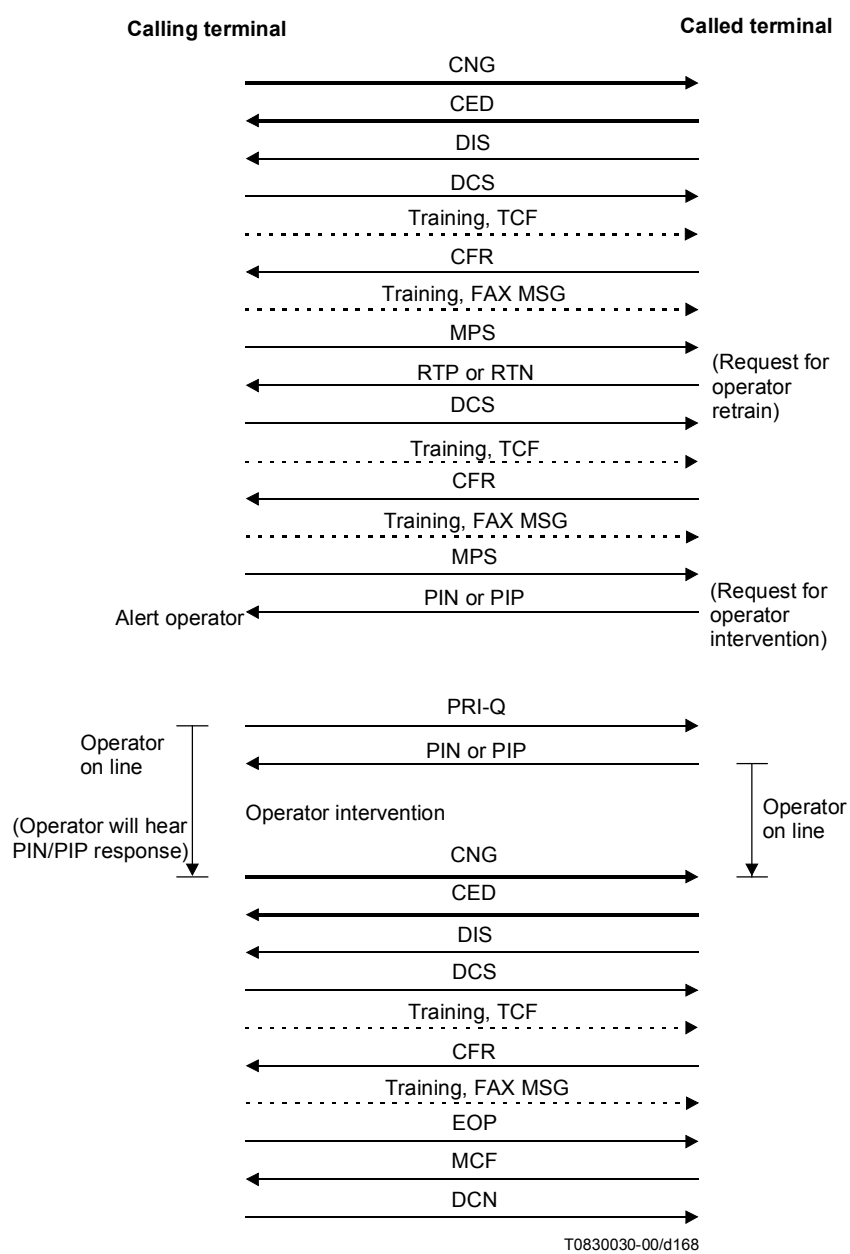 Calling terminal
Called terminal
CNG
CED
DIS
DCS
Training, TCF
CFR
Training, FAX MSG
MPS
RTP or RTN
(Request for
operator
retrain)
DCS
Training, TCF
CFR
Training, FAX MSG
MPS
PIN or PIP
(Request for
operator
intervention)
Alert operator
PRI-Q
Operator
on line
PIN or PIP
(Operator will hear
PIN/PIP response)
Operator intervention
Operator
on line
CNG
CED
DIS
DCS
Training, TCF
CFR
Training, FAX MSG
EOP
MCF
DCN
T0830030-00/d168